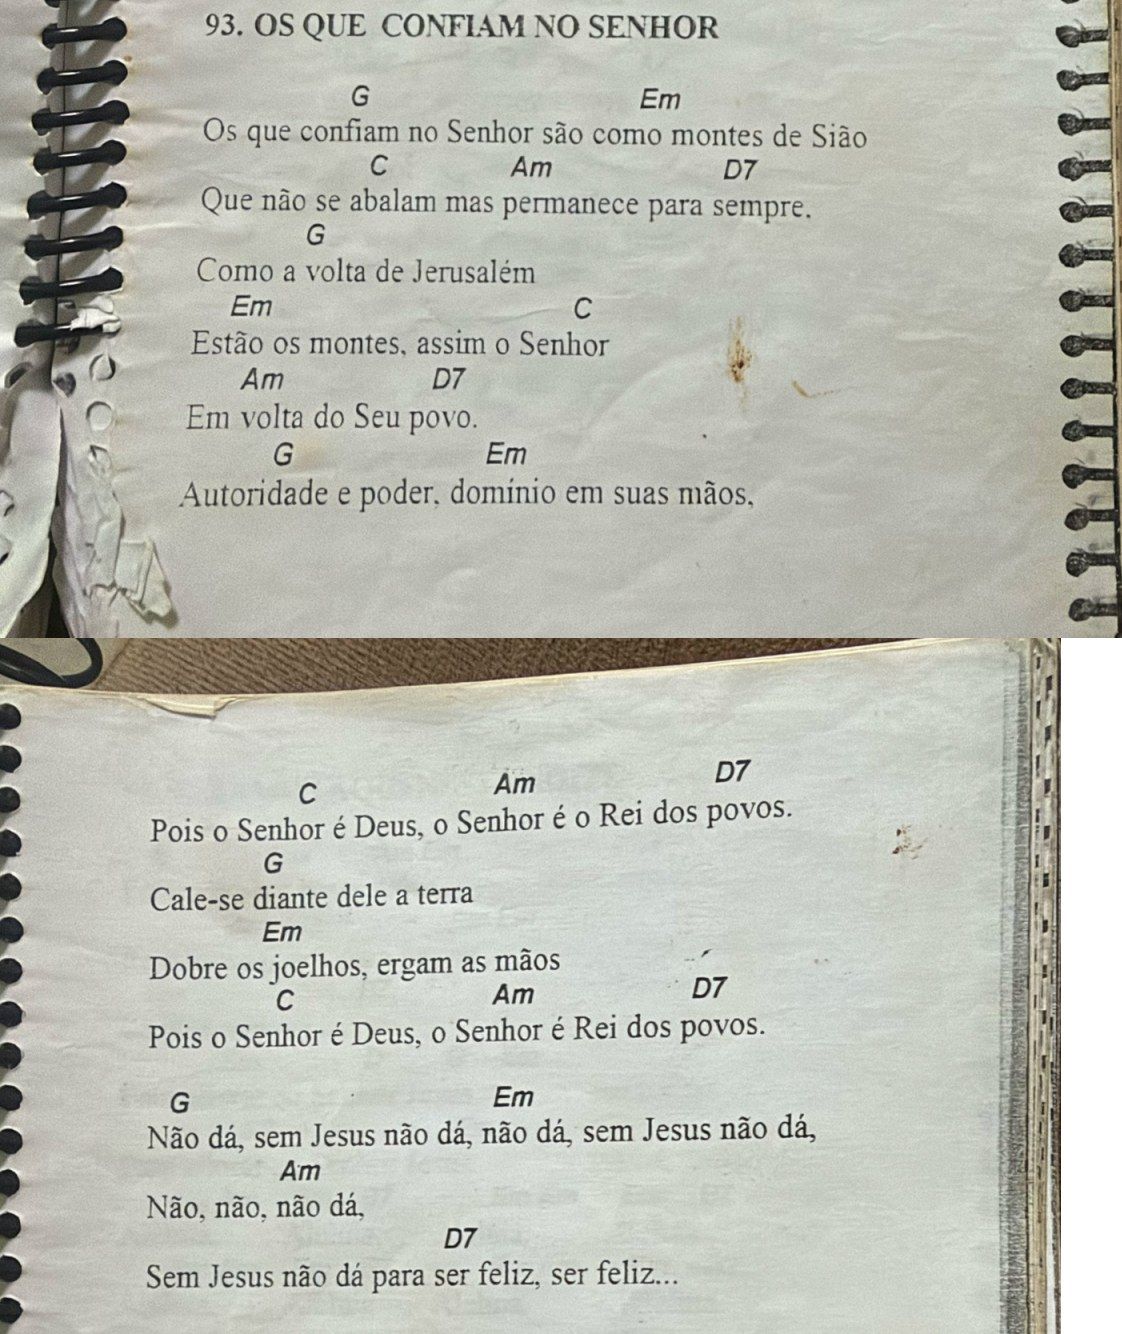 93. OS QUE CONFIAM NO SENHOR
G Em
Os que confiam no Senhor são como montes de Sião
C Am D7
Que não se abalam mas permanece para sempre.
G
Como a volta de Jerusalém
Em C
Estão os montes, assim o Senhor
Am D7
Em volta do Seu povo.
G Em
Autoridade e poder, domínio em suas mãos,
C Am D7
Pois o Senhor é Deus, o Senhor é o Rei dos povos.
G
Cale-se diante dele a terra
Em
Dobre os joelhos, ergam as mãos
C Am D7
Pois o Senhor é Deus, o Senhor é Rei dos povos.
G Em
Não dá, sem Jesus não dá, não dá, sem Jesus não dá,
Am
Não, não, não dá,
D7
Sem Jesus não dá para ser feliz, ser feliz...